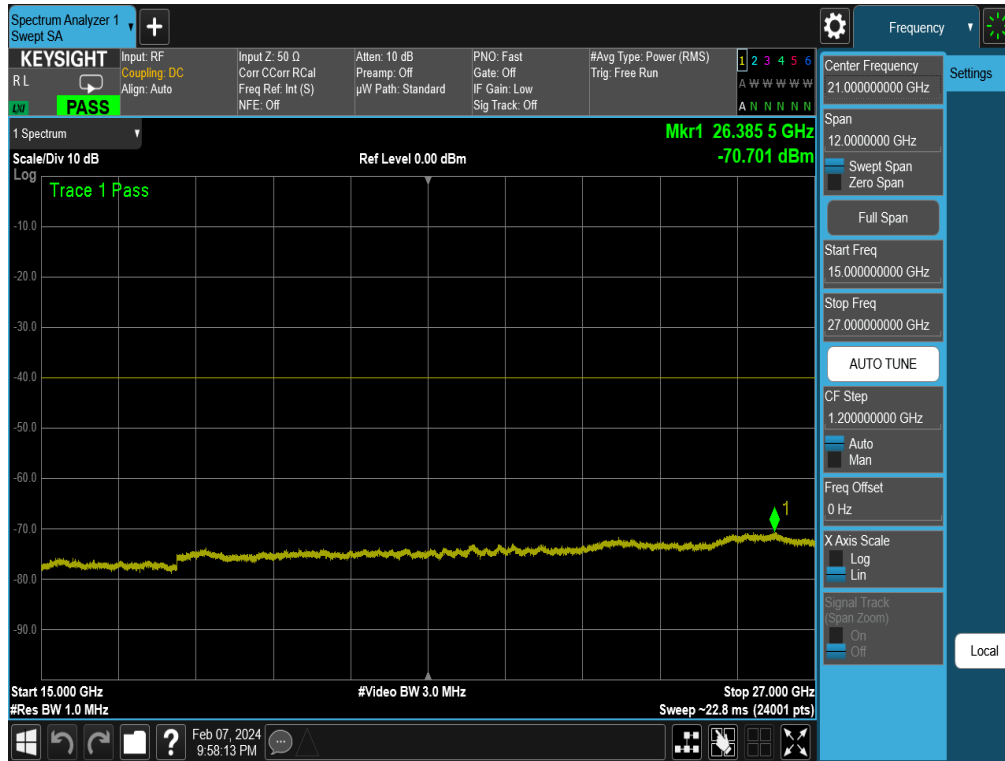 Spectrum Analyzer 1
Swept SA
Frequency
KEYSIGHT
R L
LXI
PASS
Input: RF
Coupling: DC
Align: Auto
Input Z: 50 Ω
Corr CCorr RCal
Freq Ref: Int (S)
NFE: Off
Atten: 10 dB
Preamp: Off
µW Path: Standard
PNO: Fast
Gate: Off
IF Gain: Low
Sig Track: Off
#Avg Type: Power (RMS)
Trig: Free Run
1 2 3 4 5 6
A W W W W W
A N N N N N
1 Spectrum
Scale/Div 10 dB
Log
Ref Level 0.00 dBm
Mkr1 26.385 5 GHz
-70.701 dBm
Trace 1 Pass
-10.0
-20.0
-30.0
-40.0
-50.0
-60.0
-70.0
-80.0
-90.0
1
Start 15.000 GHz
#Res BW 1.0 MHz
#Video BW 3.0 MHz
Stop 27.000 GHz
Sweep ~22.8 ms (24001 pts)
Center Frequency
21.000000000 GHz
Span
12.0000000 GHz
Swept Span
Zero Span
Full Span
Start Freq
15.000000000 GHz
Stop Freq
27.000000000 GHz
AUTO TUNE
CF Step
1.200000000 GHz
Auto
Man
Freq Offset
0 Hz
X Axis Scale
Log
Lin
Signal Track
(Span Zoom)
On
Off
Settings
Local
?
Feb 07, 2024
9:58:13 PM